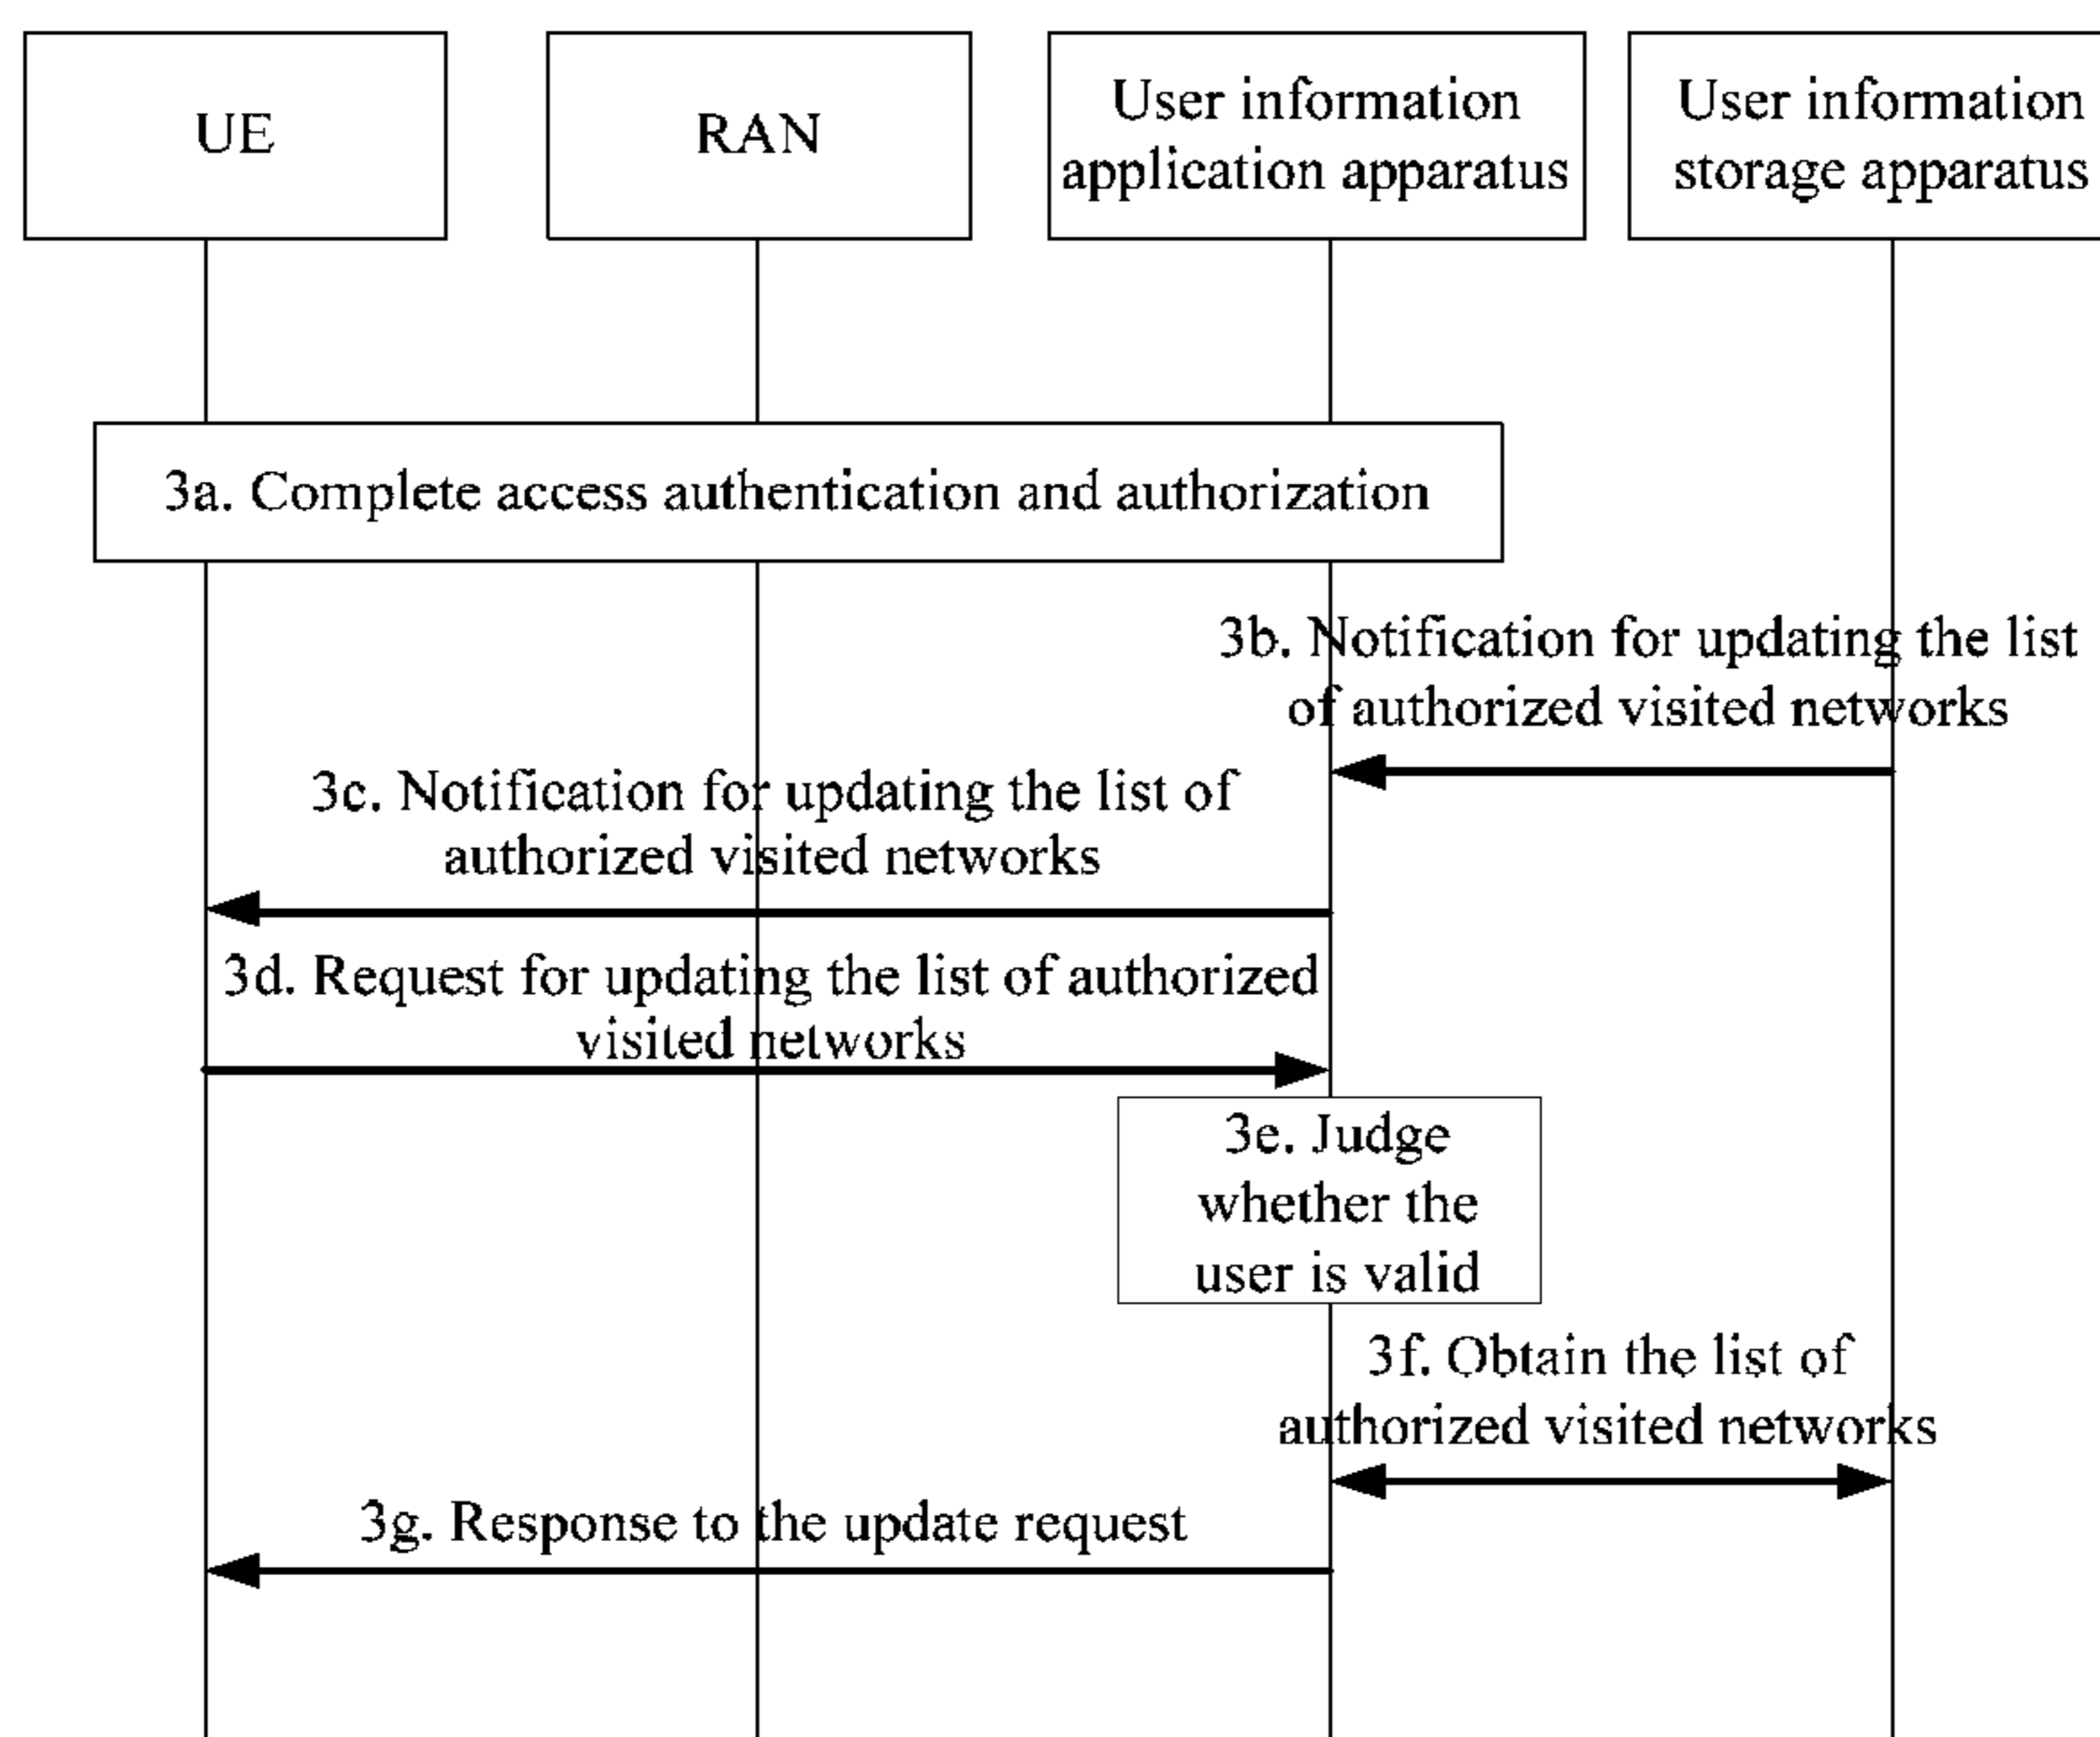 UE
RAN
User information
application apparatus
User information
storage apparatus
3a. Complete access authentication and authorization
3b. Notification for updating the list
of authorized visited networks
3c. Notification for updating the list of
authorized visited networks
3d. Request for updating the list of authorized
visited networks
3e. Judge
whether the
user is valid
3f. Obtain the list of
authorized visited networks
3g. Response to the update request